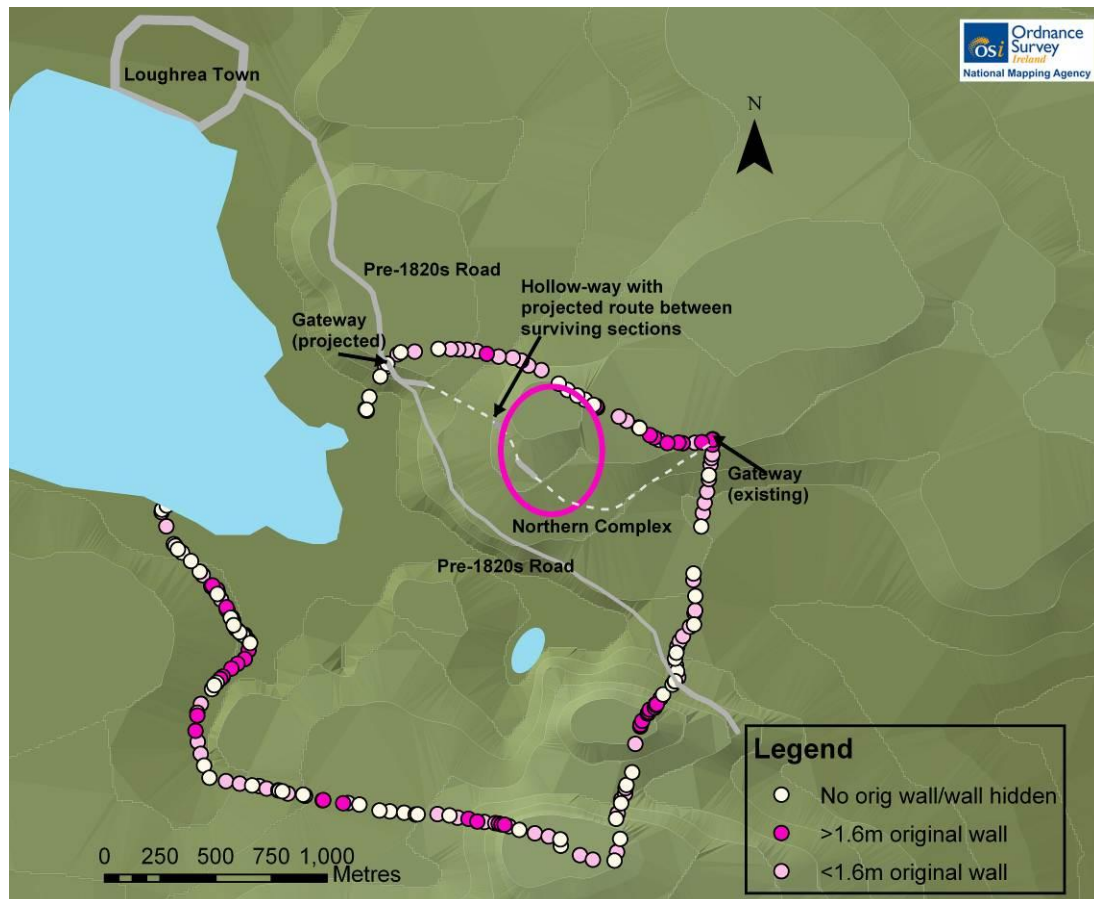 Ordnance
Survey
Ireland
OSi
National Mapping Agency
Loughrea Town
N
Pre-1820s Road
Hollow-way with
projected route between
surviving sections
Gateway
(projected)
Gateway
(existing)
Northern Complex
Pre-1820s Road
Legend
No orig wall/wall hidden
>1.6m original wall
<1.6m original wall
0 250 500 750 1,000
Metres